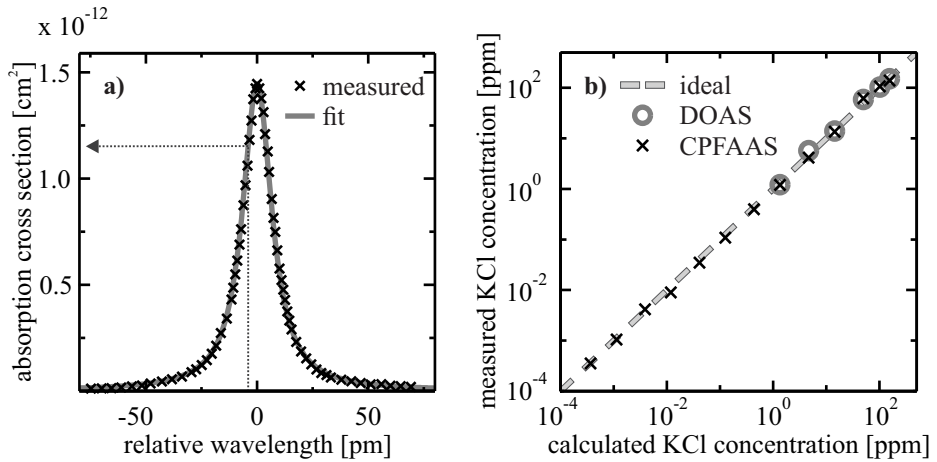 x 10^-12
1.5
1.0
0.5
-50
0
50
absorption cross section [cm²]
relative wavelength [pm]
a)
× measured
fit
b)
ideal
DOAS
× CPFAAS
10^2
10^0
10^-2
10^-4
10^-4
10^-2
10^0
10^2
measured KCl concentration [ppm]
calculated KCl concentration [ppm]